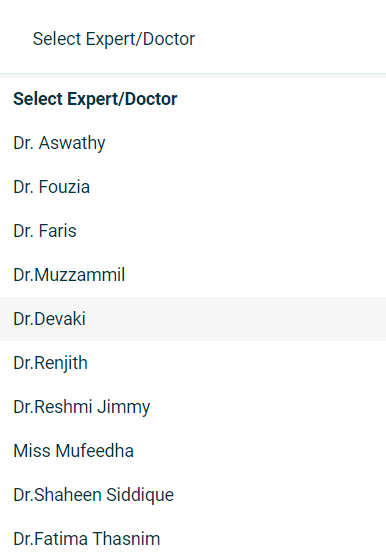 Select Expert/Doctor
Select Expert/Doctor
Dr. Aswathy
Dr. Fouzia
Dr. Faris
Dr.Muzzammil
Dr.Devaki
Dr.Renjith
Dr.Reshmi Jimmy
Miss Mufeedha
Dr.Shaheen Siddique
Dr.Fatima Thasnim